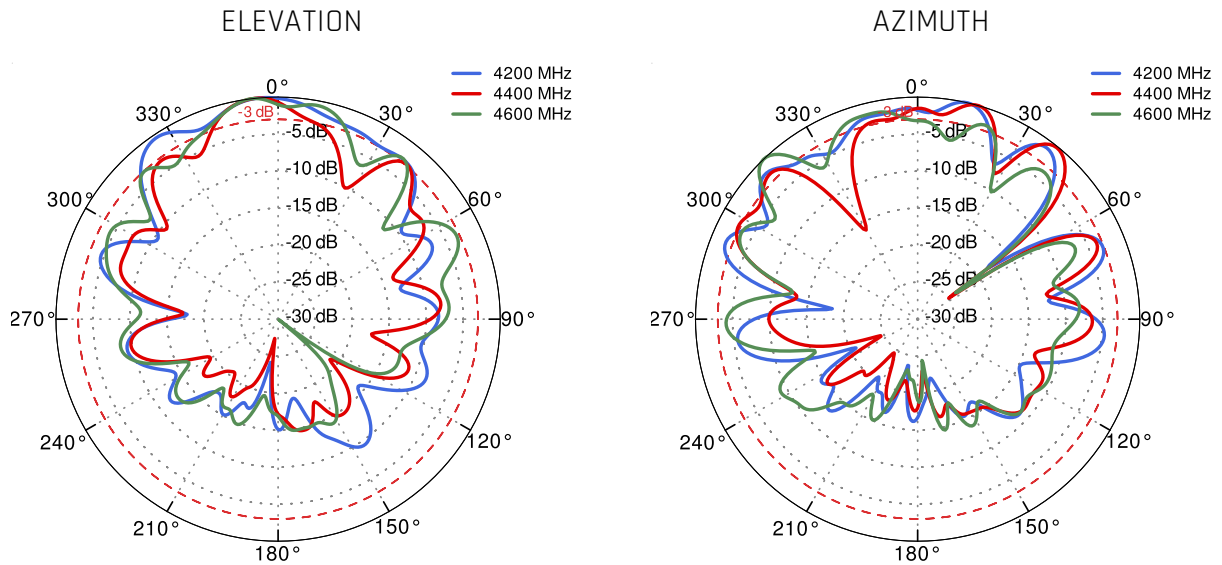 ELEVATION
4200 MHz
4400 MHz
4600 MHz
0°
30°
60°
90°
120°
150°
180°
210°
240°
270°
300°
330°
-3 dB
-5 dB
-10 dB
-15 dB
-20 dB
-25 dB
-30 dB
AZIMUTH
4200 MHz
4400 MHz
4600 MHz
0°
30°
60°
90°
120°
150°
180°
210°
240°
270°
300°
330°
-3 dB
-5 dB
-10 dB
-15 dB
-20 dB
-25 dB
-30 dB